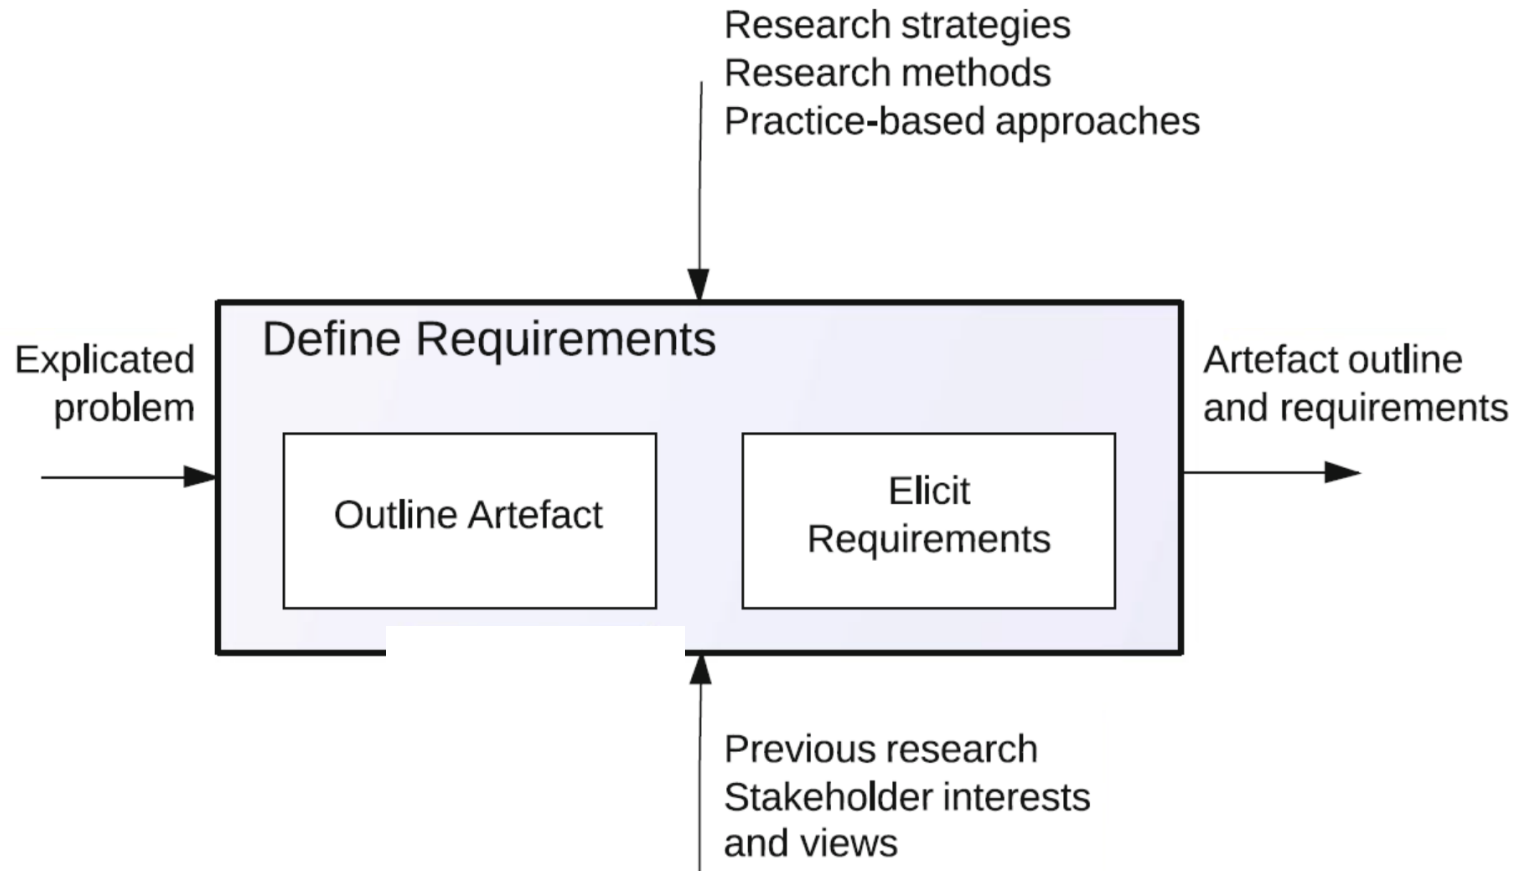 Research strategies
Research methods
Practice-based approaches
Define Requirements
Explicated
problem
Artefact outline
and requirements
Outline Artefact
Elicit
Requirements
Previous research
Stakeholder interests
and views